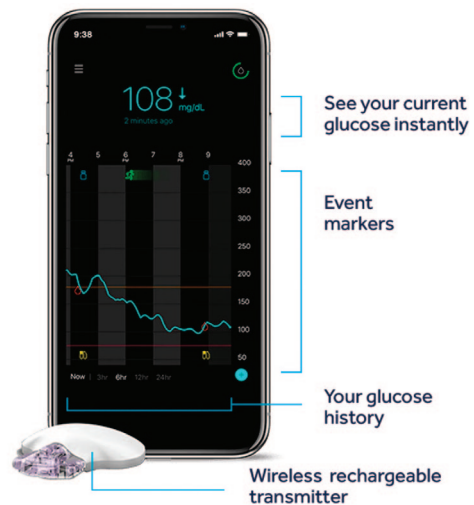 9:38
108
mg/dL
2 minutes ago
See your current
glucose instantly
4 5 6 7 8 9
400
350
300
250
200
150
100
50
Event
markers
Now 3hr 6hr 12hr 24hr
Your glucose
history
Wireless rechargeable
transmitter